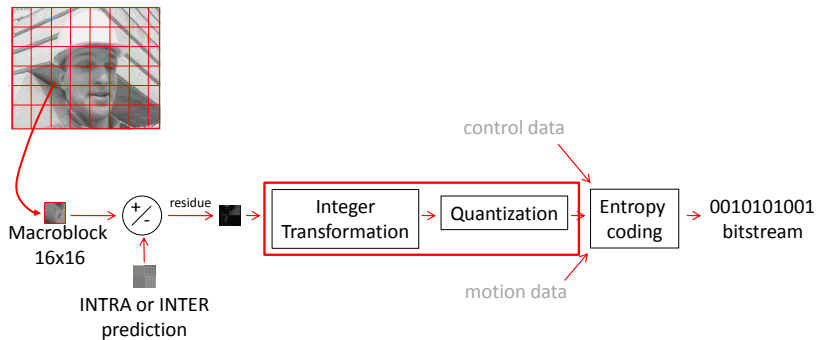 control data
residue
+
-
Macroblock
16x16
Integer
Transformation
Quantization
Entropy
coding
0010101001
bitstream
INTRA or INTER
prediction
motion data